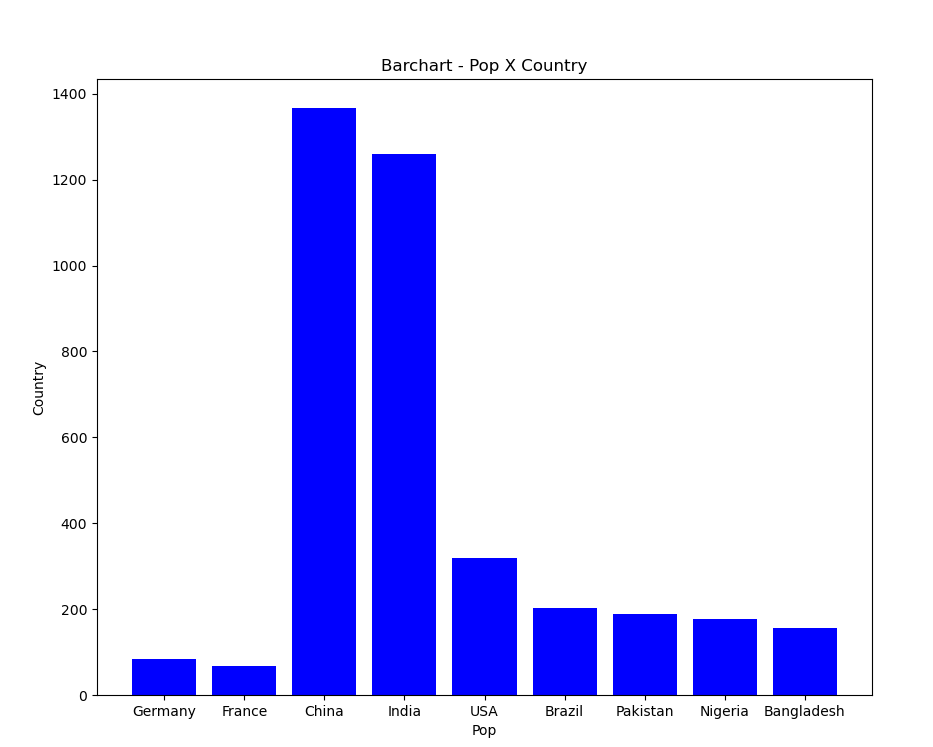 Barchart - Pop X Country
1400
1200
1000
800
600
400
200
0
Country
Germany France China India USA Brazil Pakistan Nigeria Bangladesh
Pop